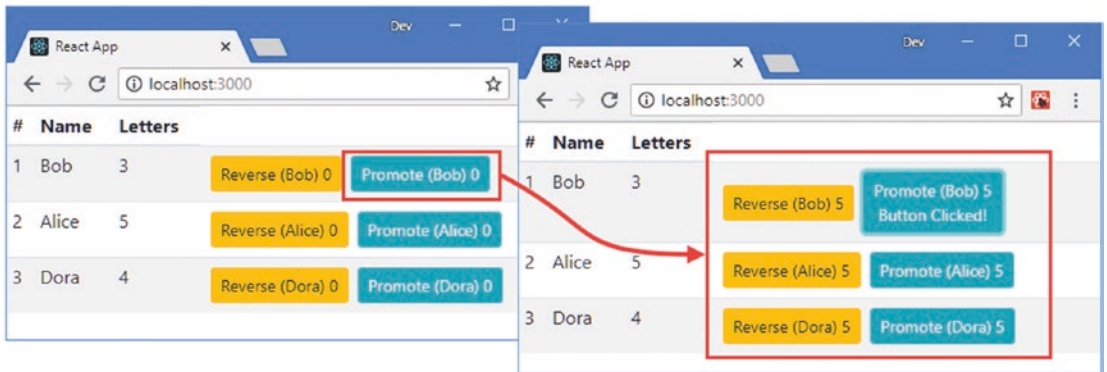 Dev
React App
localhost:3000
# Name Letters
1 Bob 3 Reverse (Bob) 0 Promote (Bob) 0
2 Alice 5 Reverse (Alice) 0 Promote (Alice) 0
3 Dora 4 Reverse (Dora) 0 Promote (Dora) 0
Dev
React App
localhost:3000
# Name Letters
1 Bob 3 Reverse (Bob) 5 Promote (Bob) 5
Button Clicked!
2 Alice 5 Reverse (Alice) 5 Promote (Alice) 5
3 Dora 4 Reverse (Dora) 5 Promote (Dora) 5